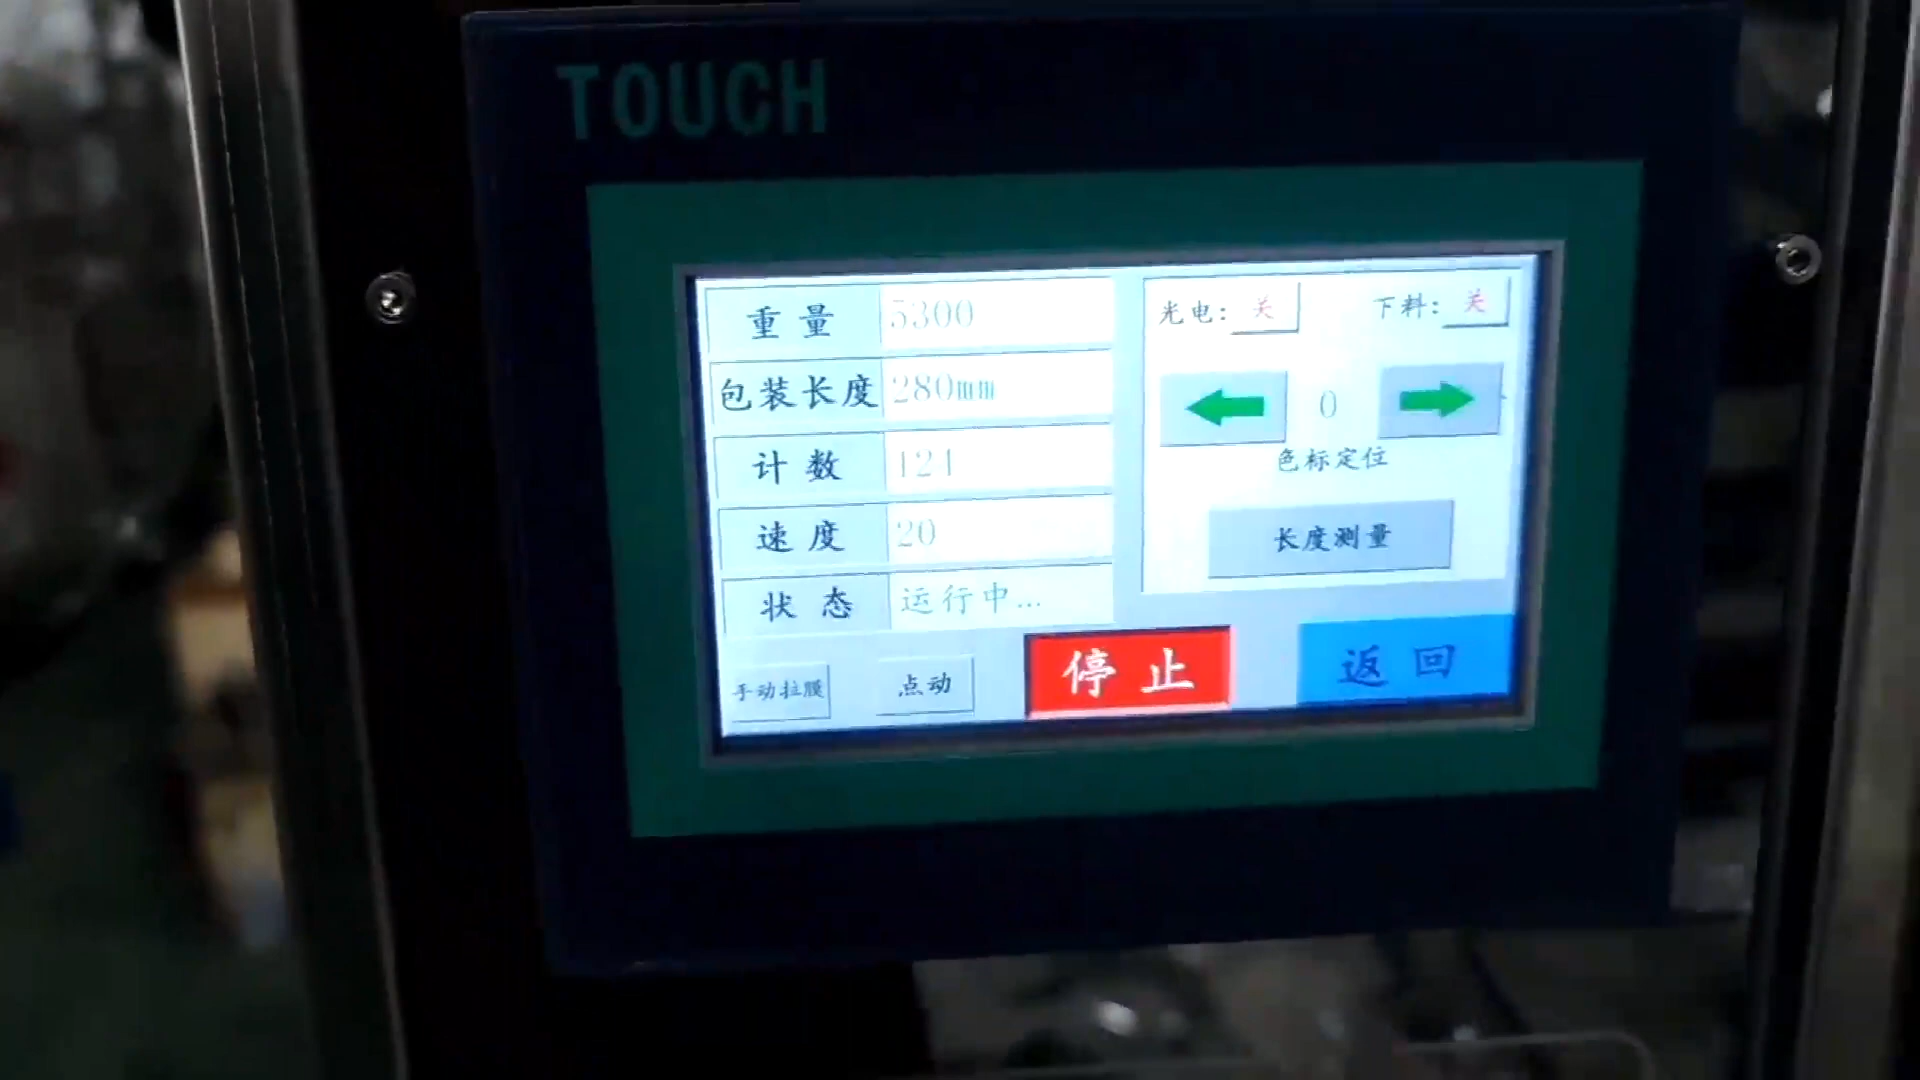 TOUCH
重量 5300
包装长度 280mm
计数 121
速度 20
状态 运行中...
手动拉膜 点动 停止 返回
光电: 关 下料: 关
0
色标定位
长度测量